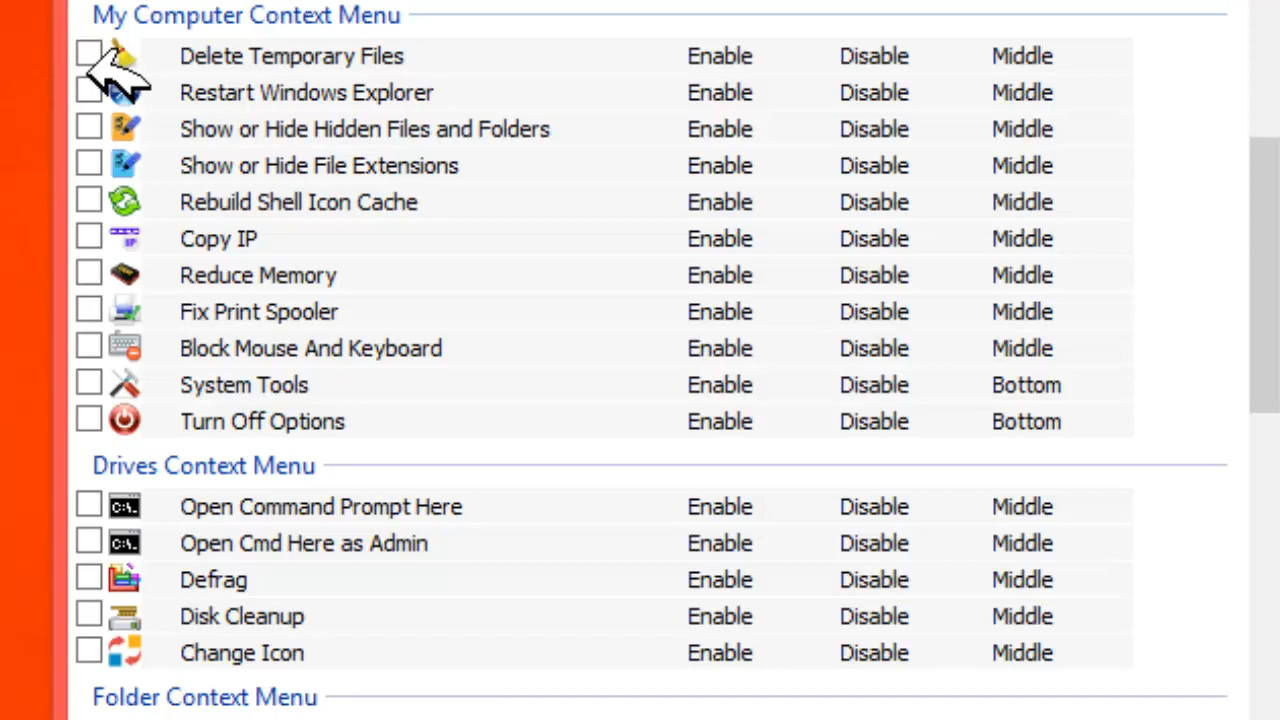 My Computer Context Menu
Delete Temporary Files Enable Disable Middle
Restart Windows Explorer Enable Disable Middle
Show or Hide Hidden Files and Folders Enable Disable Middle
Show or Hide File Extensions Enable Disable Middle
Rebuild Shell Icon Cache Enable Disable Middle
Copy IP Enable Disable Middle
Reduce Memory Enable Disable Middle
Fix Print Spooler Enable Disable Middle
Block Mouse And Keyboard Enable Disable Middle
System Tools Enable Disable Bottom
Turn Off Options Enable Disable Bottom
Drives Context Menu
Open Command Prompt Here Enable Disable Middle
Open Cmd Here as Admin Enable Disable Middle
Defrag Enable Disable Middle
Disk Cleanup Enable Disable Middle
Change Icon Enable Disable Middle
Folder Context Menu